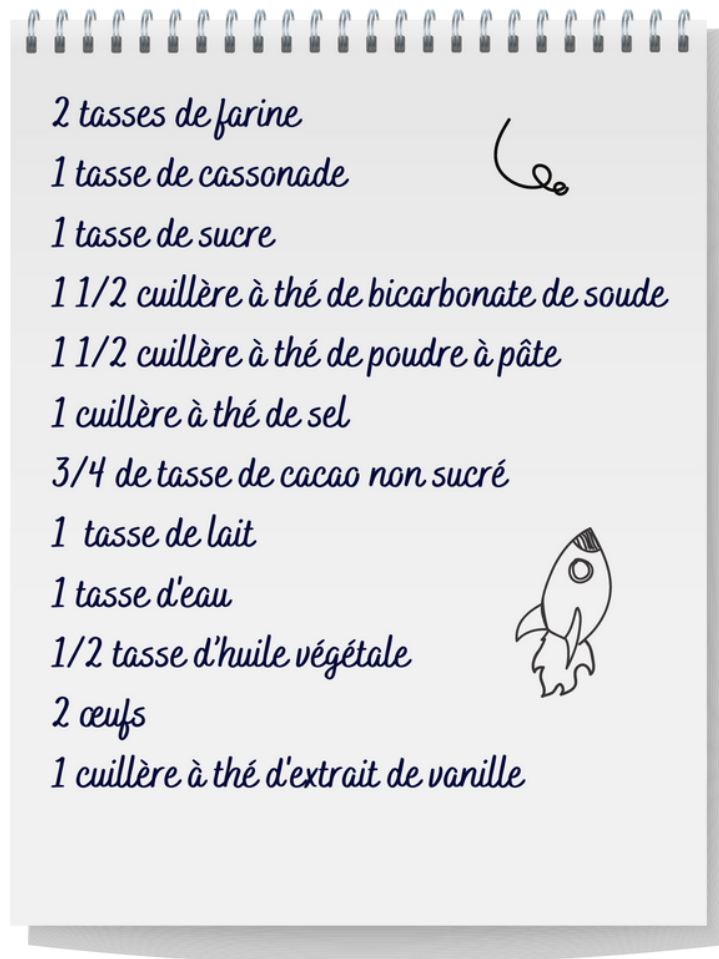 2 tasses de farine
1 tasse de cassonade
1 tasse de sucre
1 1/2 cuillère à thé de bicarbonate de soude
1 1/2 cuillère à thé de poudre à pâte
1 cuillère à thé de sel
3/4 de tasse de cacao non sucré
1 tasse de lait
1 tasse d'eau
1/2 tasse d'huile végétale
2 œufs
1 cuillère à thé d'extrait de vanille